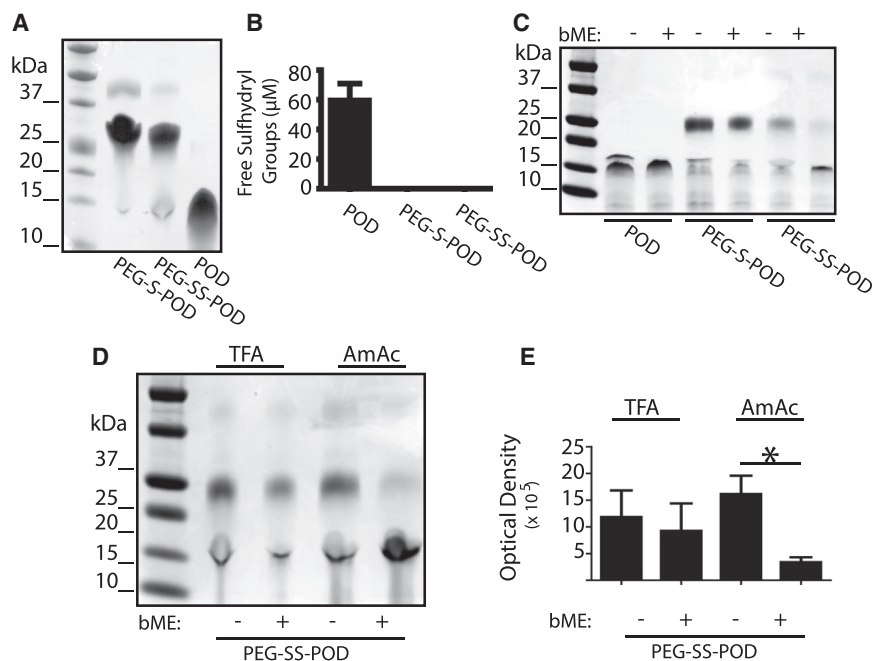 A
kDa
37
25
20
15
10
PEG-S-POD
PEG-SS-POD
POD
B
Free Sulfhydryl
Groups (μM)
80
60
40
20
0
POD
PEG-S-POD
PEG-SS-POD
C
bME: - + - + - +
37
25
20
15
10
POD
PEG-S-POD
PEG-SS-POD
D
TFA AmAc
kDa
37
25
20
15
10
bME: - + - +
PEG-SS-POD
E
TFA AmAc
Optical Density
(x 10⁵)
25
20
15
10
5
*
bME: - + - +
PEG-SS-POD